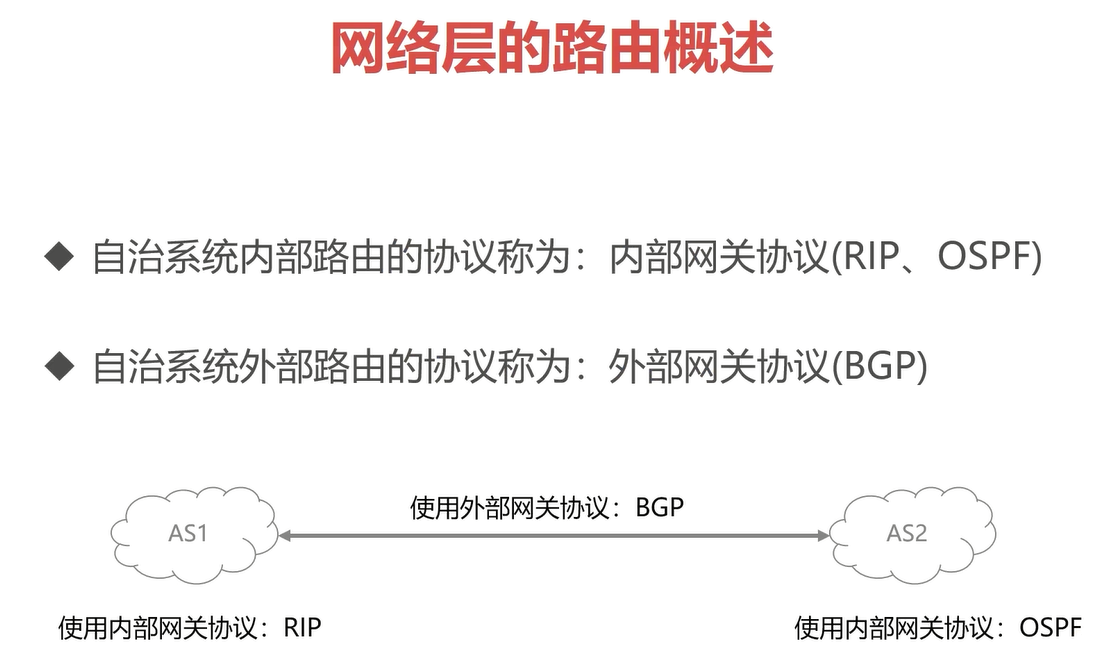 网络层的路由概述
◆ 自治系统内部路由的协议称为：内部网关协议(RIP、OSPF)
◆ 自治系统外部路由的协议称为：外部网关协议(BGP)
使用外部网关协议：BGP
AS1
AS2
使用内部网关协议：RIP
使用内部网关协议：OSPF